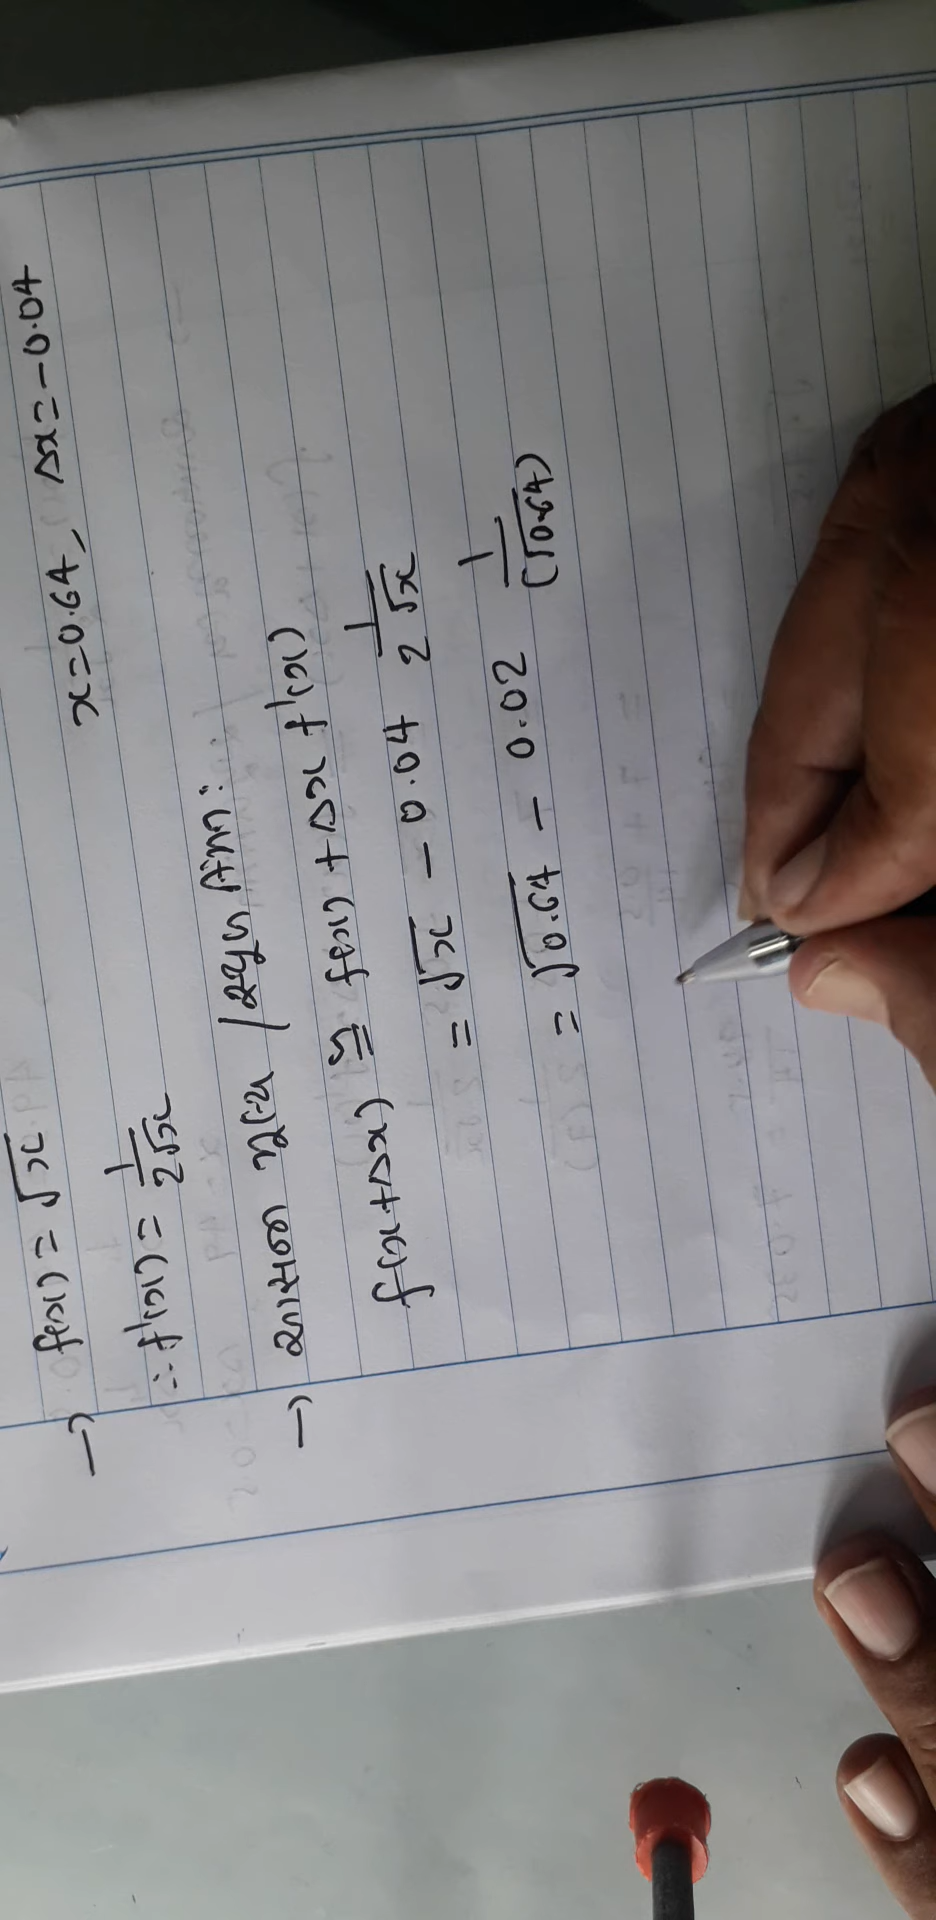 → f(x) = √x x = 0.64, Δx = -0.04
∴ f'(x) = 1/(2√x)
→ આસન્ન મૂલ્ય
f(x+Δx) ≅ f(x) + Δx f'(x)
= √x - 0.04 1/(2√x)
= √0.64 - 0.02 1/(√0.64)